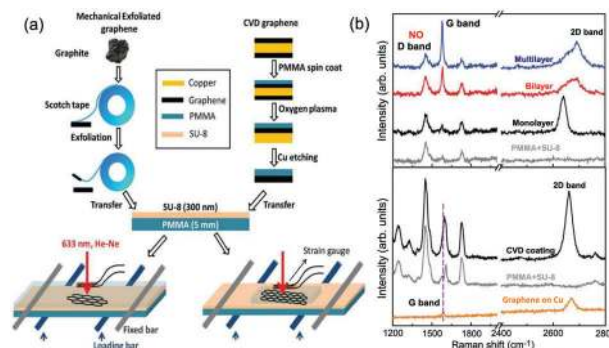 (a)
Mechanical Exfoliated
graphene
Graphite
Scotch tape
Exfoliation
Transfer
CVD graphene
PMMA spin coat
Oxygen plasma
Cu etching
Transfer
Copper
Graphene
PMMA
SU-8
SU-8 (300 nm)
PMMA (5 mm)
633 nm, He-Ne
Strain gauge
Fixed bar
Loading bar
(b)
Intensity (arb. units)
NO
D band
G band
2D band
Multilayer
Bilayer
Monolayer
PMMA+SU-8
Intensity (arb. units)
2D band
CVD coating
PMMA+SU-8
G band
Graphene on Cu
1200 1600 2400 2600 280
Raman shift (cm⁻¹)